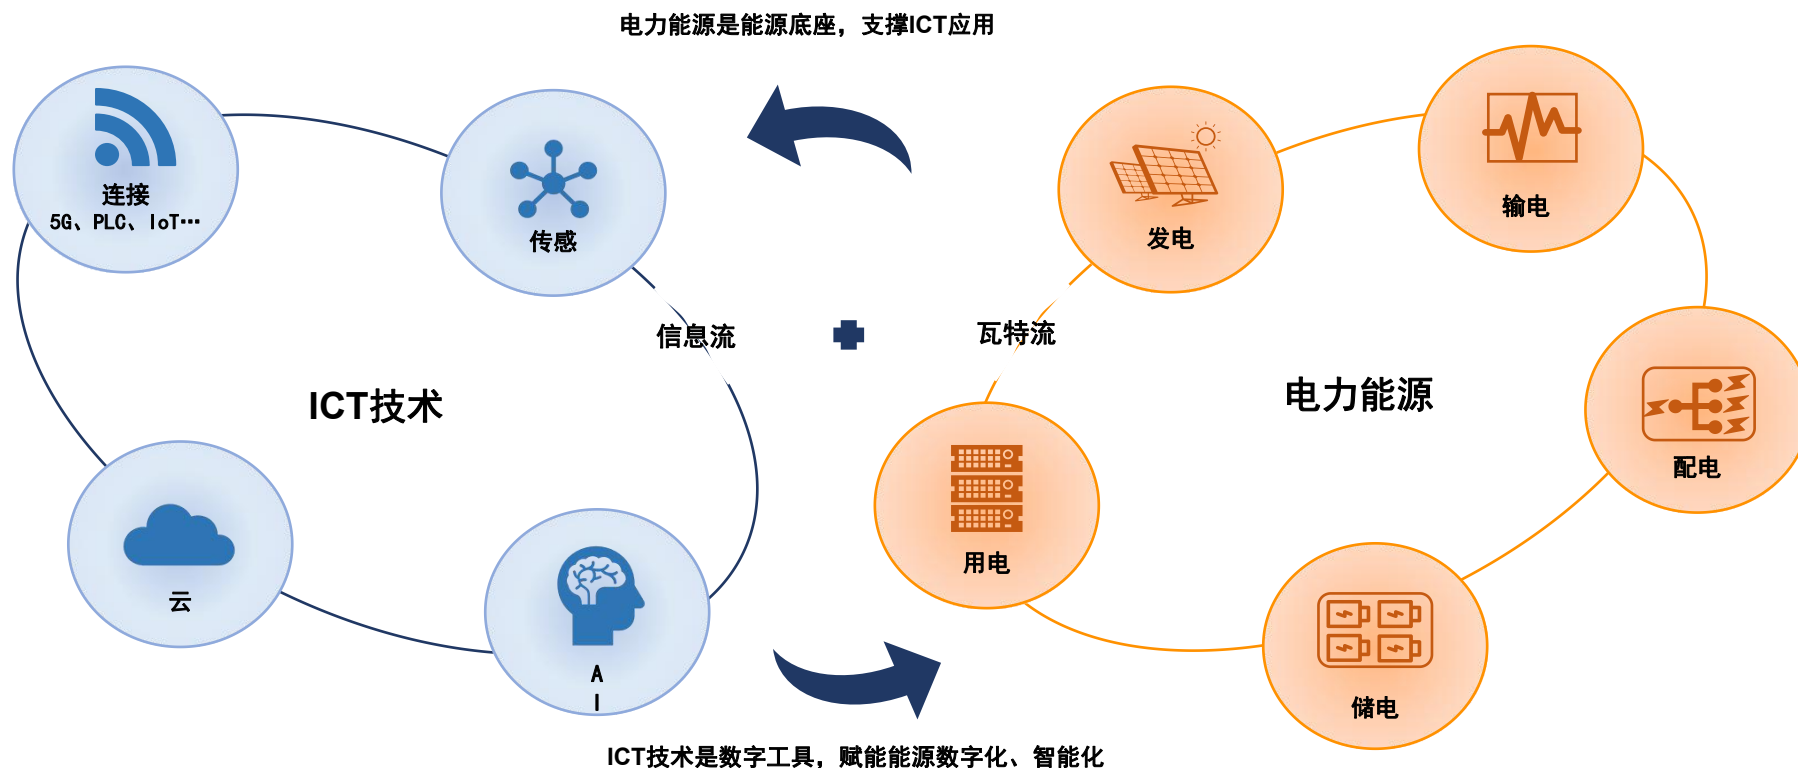 电力能源是能源底座，支撑ICT应用
连接
5G、PLC、IoT…
传感
信息流
ICT技术
云
A
I
发电
输电
瓦特流
电力能源
配电
用电
储电
ICT技术是数字工具，赋能能源数字化、智能化